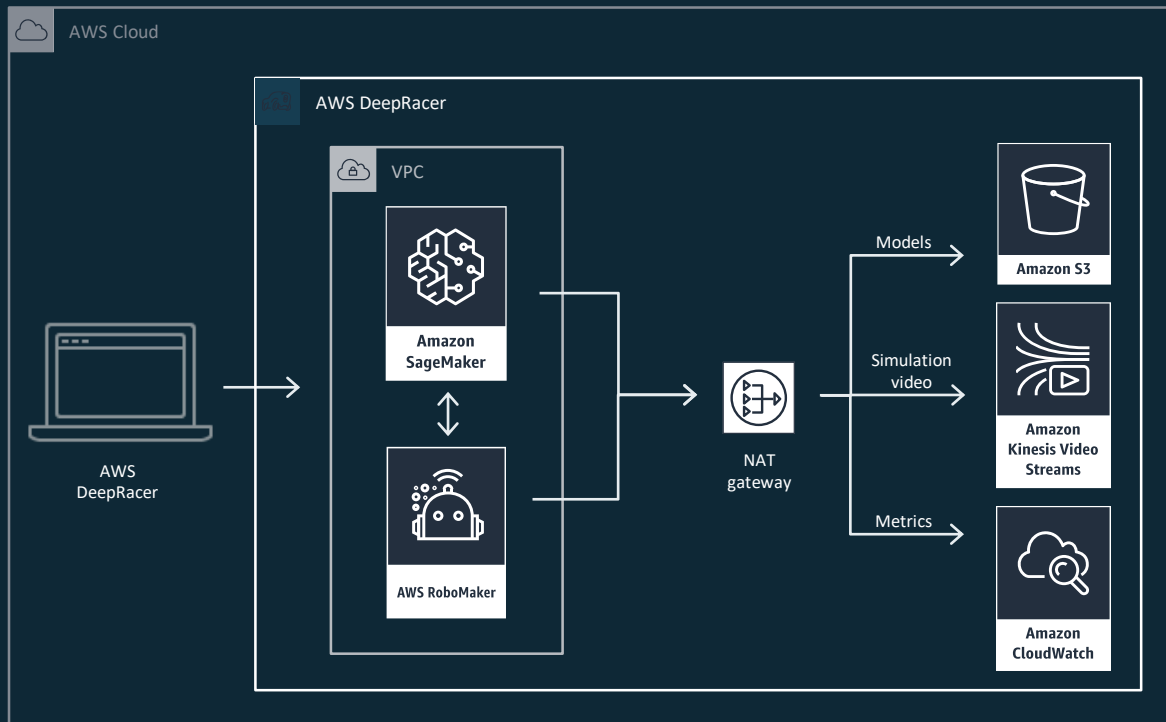 AWS Cloud
AWS DeepRacer
VPC
Amazon
SageMaker
AWS RoboMaker
AWS
DeepRacer
NAT
gateway
Models
Simulation
video
Metrics
Amazon S3
Amazon
Kinesis Video
Streams
Amazon
CloudWatch